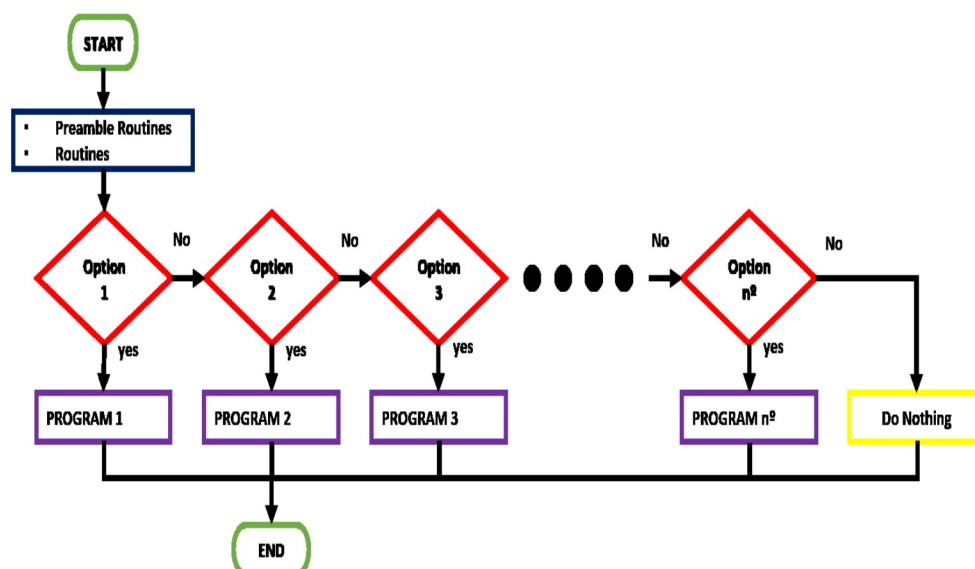 START
▪ Preamble Routines
▪ Routines
No
No
No
No
Option
1
Option
2
Option
3
Option
nº
yes
yes
yes
yes
PROGRAM 1
PROGRAM 2
PROGRAM 3
PROGRAM nº
Do Nothing
END